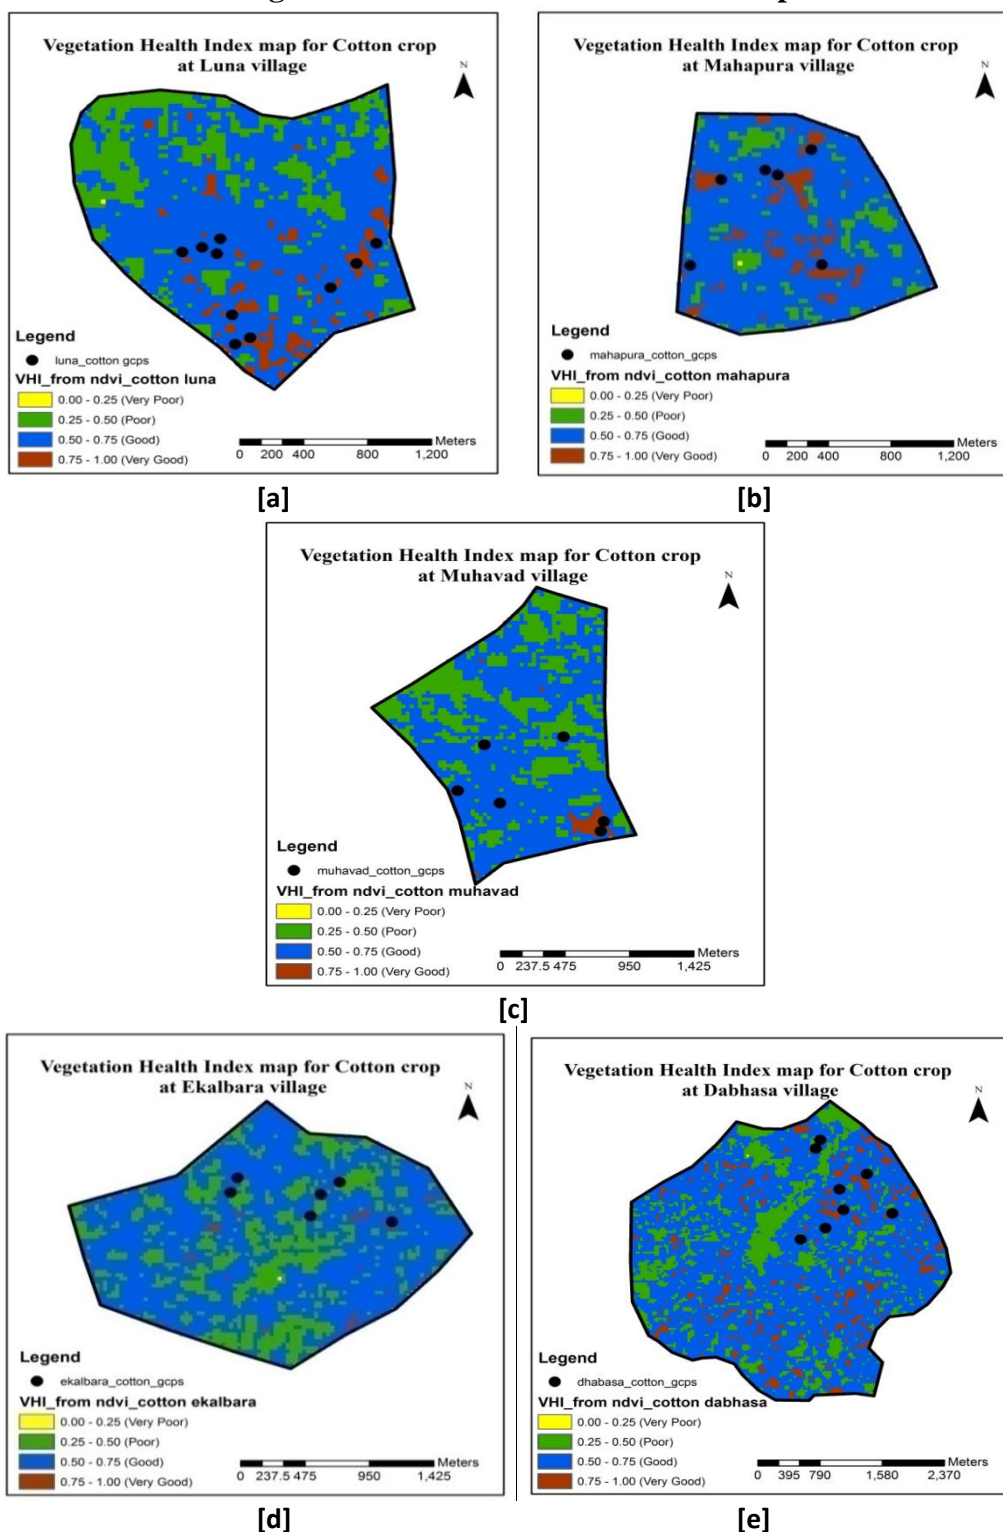 Vegetation Health Index map for Cotton crop
at Luna village
N
Legend
luna_cotton gcps
VHI_from ndvi_cotton luna
0.00 - 0.25 (Very Poor)
0.25 - 0.50 (Poor)
0.50 - 0.75 (Good)
0.75 - 1.00 (Very Good)
Meters
0 200 400 800 1,200
[a]
Vegetation Health Index map for Cotton crop
at Mahapura village
N
Legend
mahapura_cotton_gcps
VHI_from ndvi_cotton mahapura
0.00 - 0.25 (Very Poor)
0.25 - 0.50 (Poor)
0.50 - 0.75 (Good)
0.75 - 1.00 (Very Good)
Meters
0 200 400 800 1,200
[b]
Vegetation Health Index map for Cotton crop
at Muhavad village
N
Legend
muhavad_cotton_gcps
VHI_from ndvi_cotton muhavad
0.00 - 0.25 (Very Poor)
0.25 - 0.50 (Poor)
0.50 - 0.75 (Good)
0.75 - 1.00 (Very Good)
Meters
0 237.5 475 950 1,425
[c]
Vegetation Health Index map for Cotton crop
at Ekalbara village
N
Legend
ekalbara_cotton_gcps
VHI_from ndvi_cotton ekalbara
0.00 - 0.25 (Very Poor)
0.25 - 0.50 (Poor)
0.50 - 0.75 (Good)
0.75 - 1.00 (Very Good)
Meters
0 237.5 475 950 1,425
[d]
Vegetation Health Index map for Cotton crop
at Dabhasa village
N
Legend
dhabasa_cotton_gcps
VHI_from ndvi_cotton dabhasa
0.00 - 0.25 (Very Poor)
0.25 - 0.50 (Poor)
0.50 - 0.75 (Good)
0.75 - 1.00 (Very Good)
Meters
0 395 790 1,580 2,370
[e]